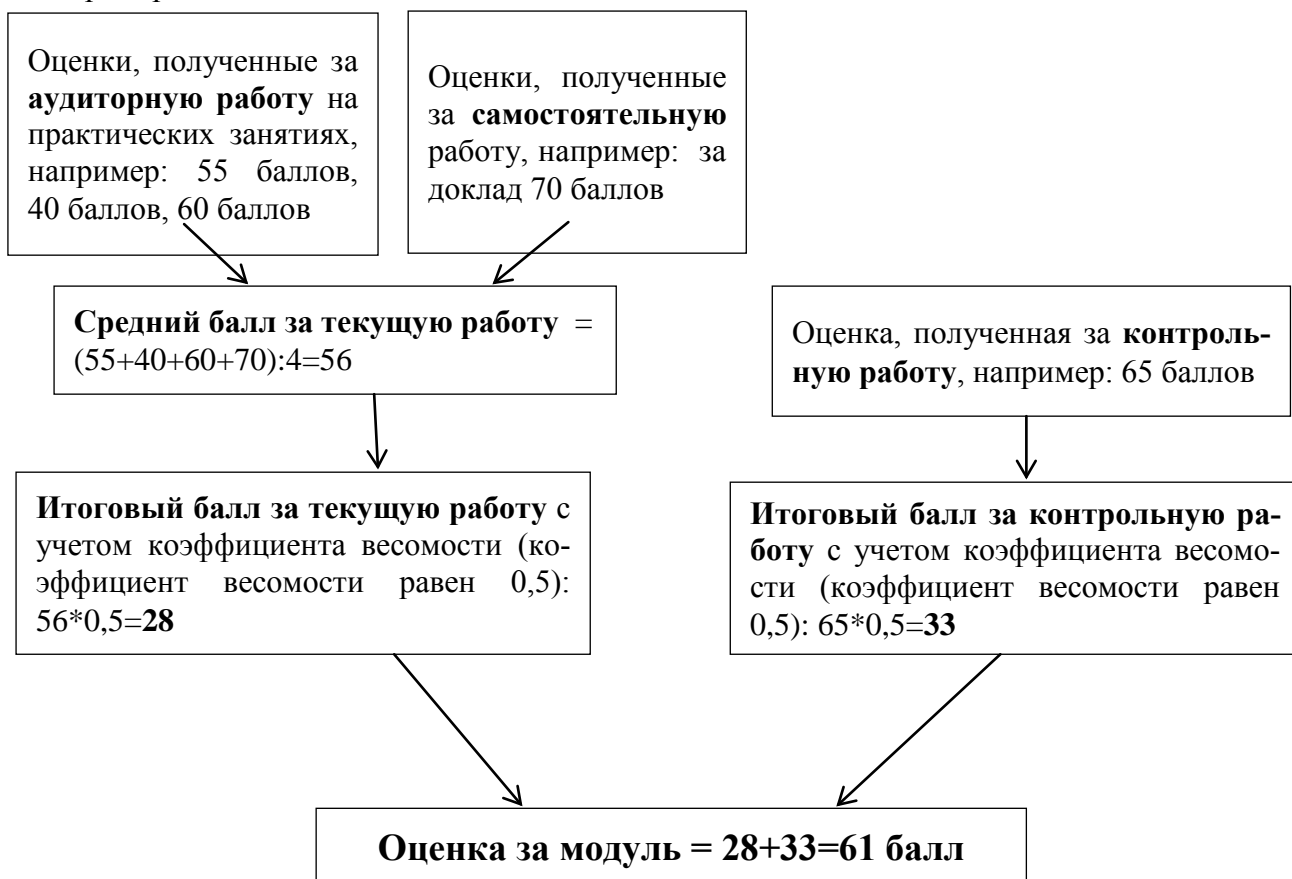 Оценки, полученные за
аудиторную работу на
практических занятиях,
например: 55 баллов,
40 баллов, 60 баллов
Оценки, полученные
за самостоятельную
работу, например: за
доклад 70 баллов
Средний балл за текущую работу =
(55+40+60+70):4=56
Оценка, полученная за контроль-
ную работу, например: 65 баллов
Итоговый балл за текущую работу с
учетом коэффициента весомости (ко-
эффициент весомости равен 0,5):
56*0,5=28
Итоговый балл за контрольную ра-
боту с учетом коэффициента весомо-
сти (коэффициент весомости равен
0,5): 65*0,5=33
Оценка за модуль = 28+33=61 балл